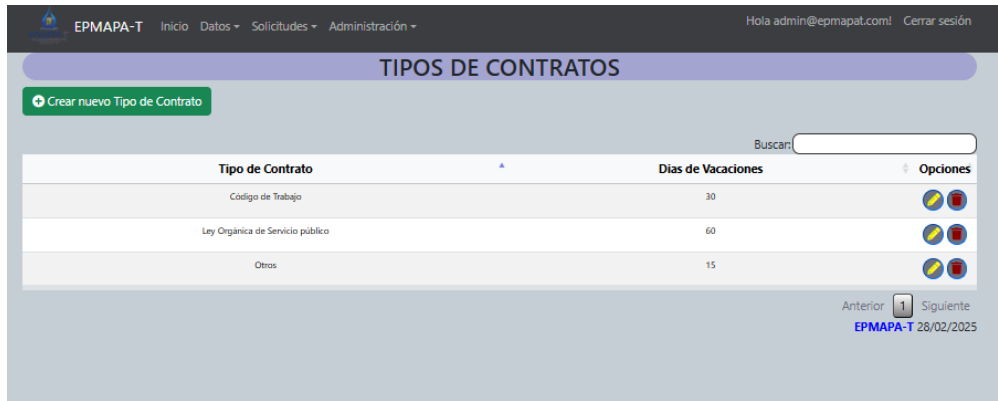 EPMAPA-T Inicio Datos Solicitudes Administración Hola admin@epmapat.com! Cerrar sesión
TIPOS DE CONTRATOS
Crear nuevo Tipo de Contrato
Buscar:
Tipo de Contrato Dias de Vacaciones Opciones
Código de Trabajo 30
Ley Orgánica de Servicio público 60
Otros 15
Anterior 1 Siguiente
EPMAPA-T 28/02/2025